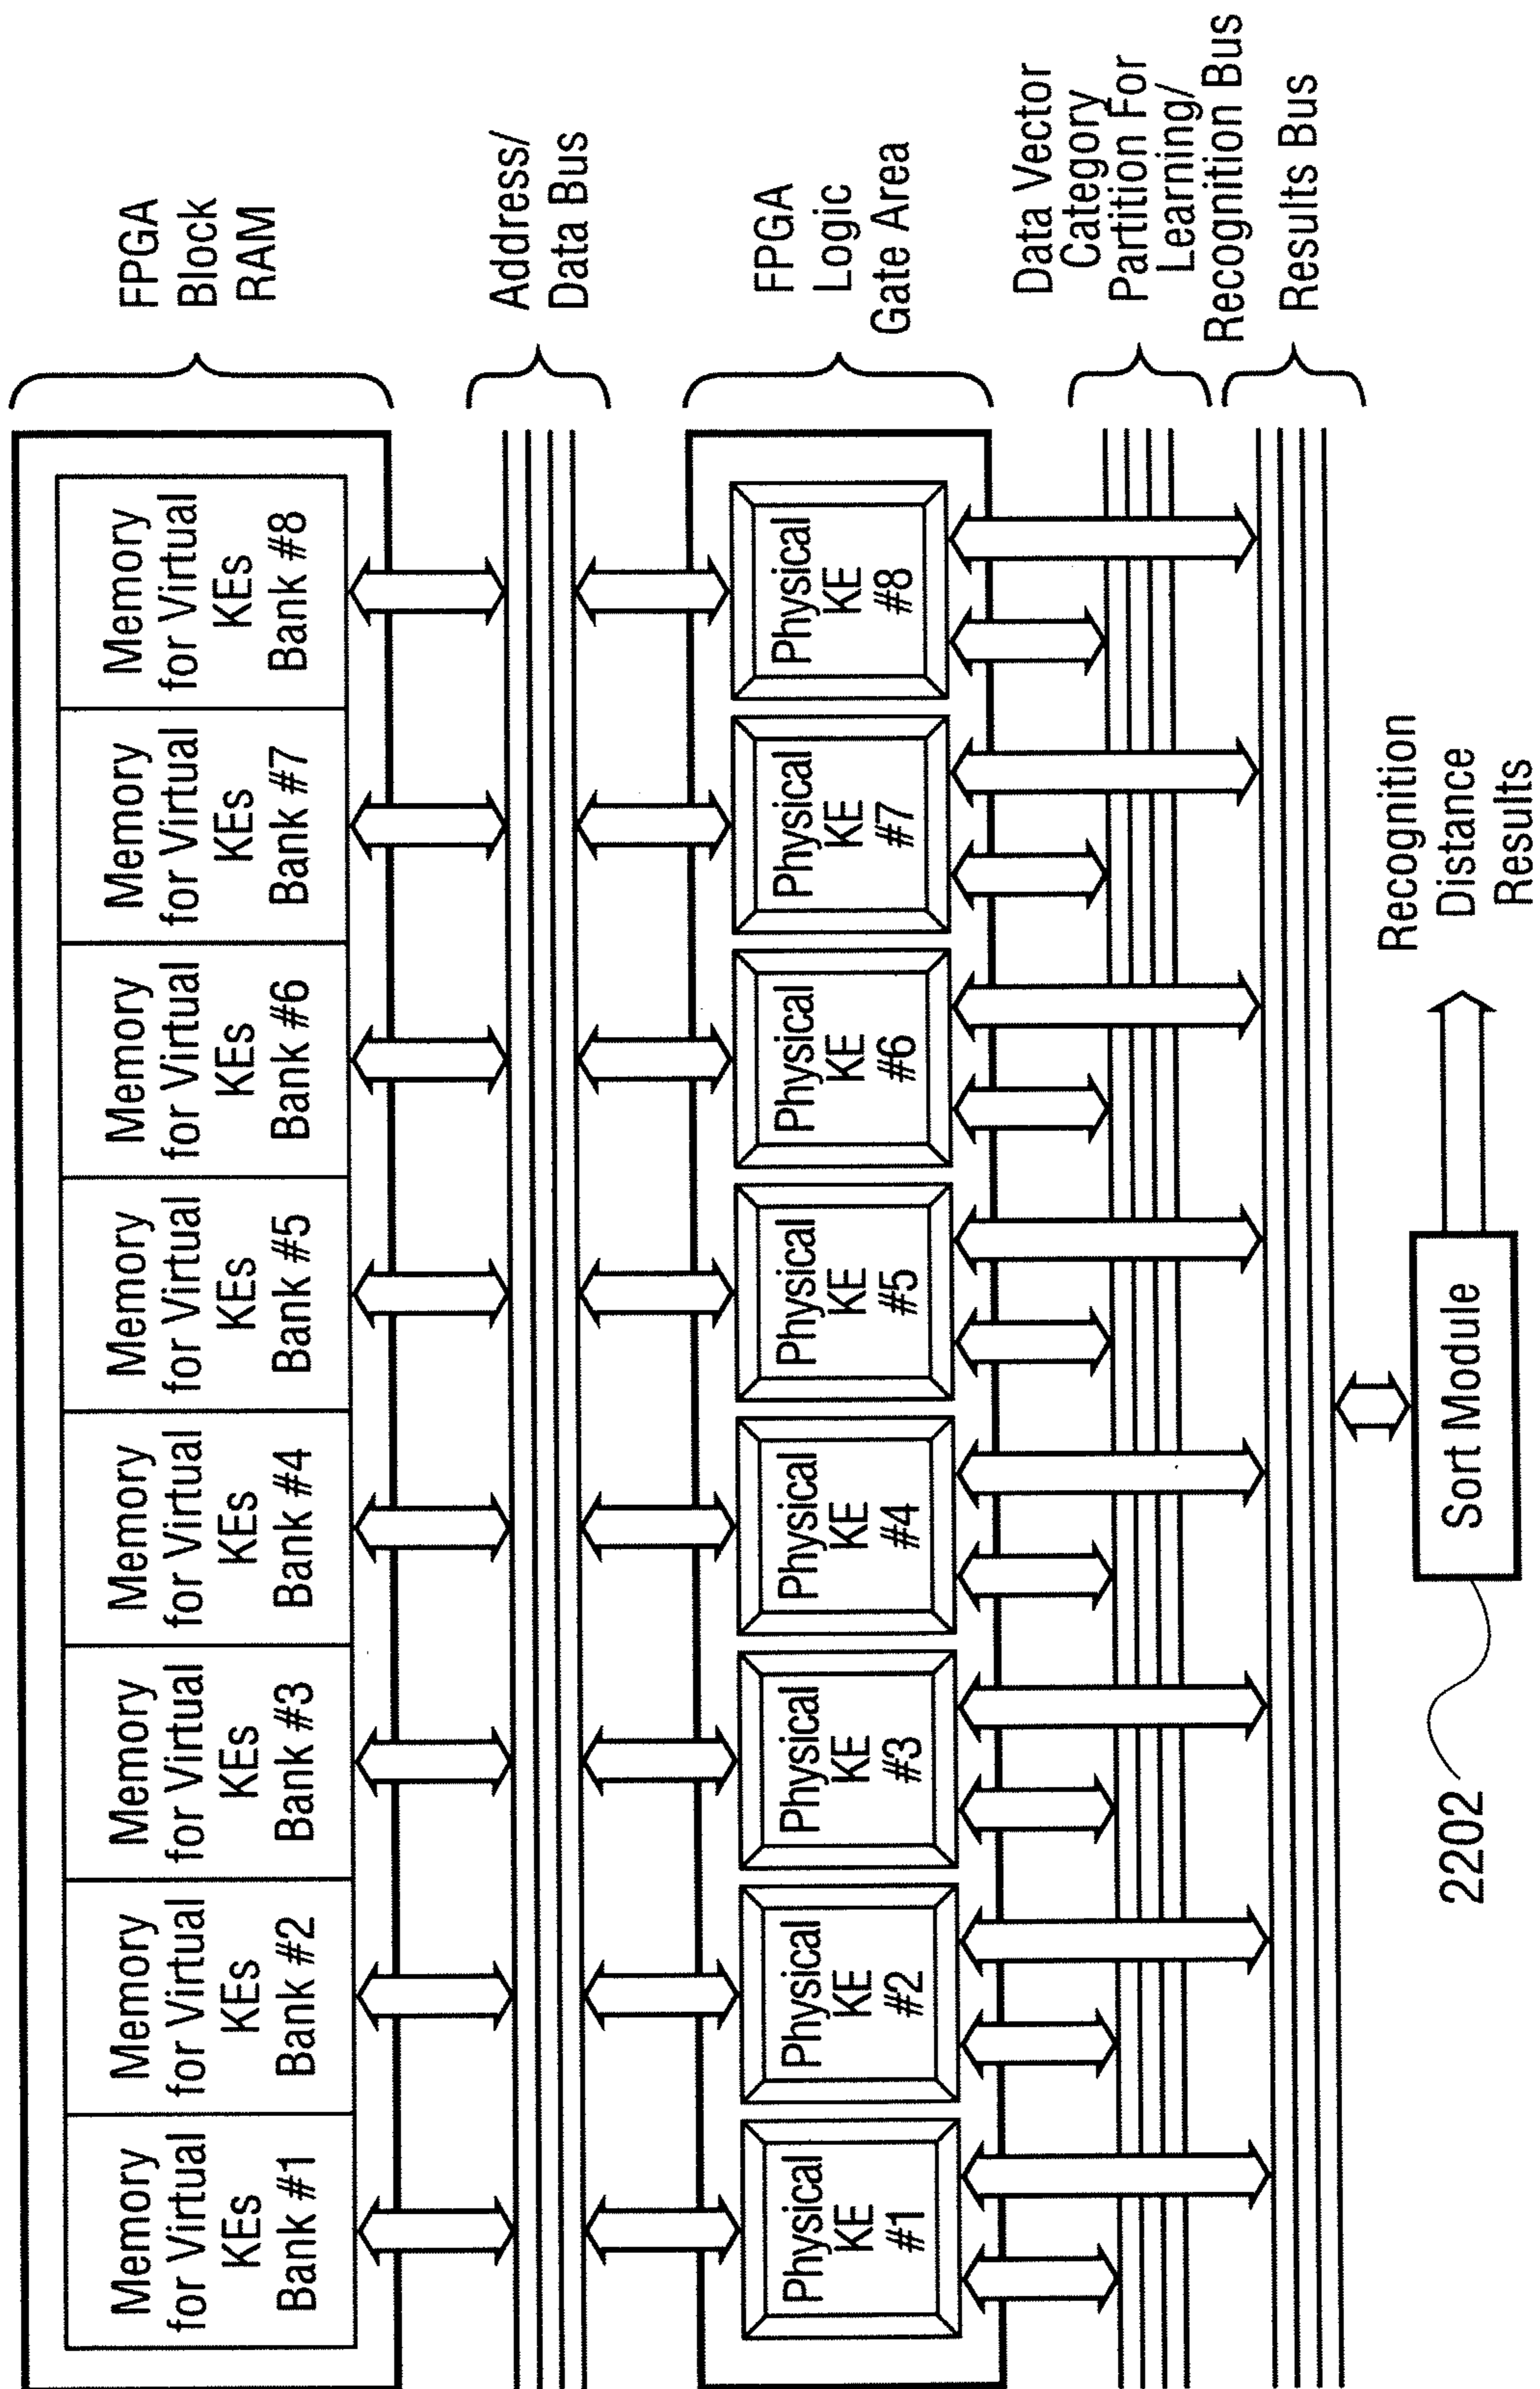 Memory
for Virtual
KEs
Bank #1
Memory
for Virtual
KEs
Bank #2
Memory
for Virtual
KEs
Bank #3
Memory
for Virtual
KEs
Bank #4
Memory
for Virtual
KEs
Bank #5
Memory
for Virtual
KEs
Bank #6
Memory
for Virtual
KEs
Bank #7
Memory
for Virtual
KEs
Bank #8
FPGA
Block
RAM
Address/
Data Bus
Physical
KE
#1
Physical
KE
#2
Physical
KE
#3
Physical
KE
#4
Physical
KE
#5
Physical
KE
#6
Physical
KE
#7
Physical
KE
#8
FPGA
Logic
Gate Area
Data Vector
Category
Partition For
Learning/
Recognition Bus
Results Bus
2202
Sort Module
Recognition
Distance
Results